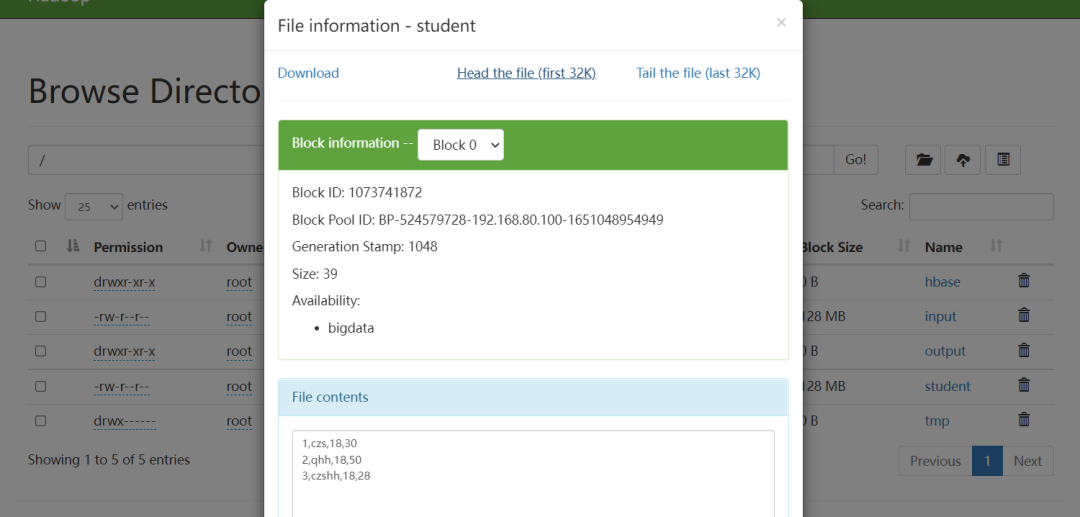 File information - student
×
Download Head the file (first 32K) Tail the file (last 32K)
Browse Directo
Block information -- Block 0
/
Go!
Block ID: 1073741872
Show 25 entries
Block Pool ID: BP-524579728-192.168.80.100-1651048954949
Search:
Generation Stamp: 1048
Permission Owne Block Size Name
Size: 39
drwxr-xr-x root 0 B hbase
Availability:
-rw-r--r-- root 128 MB input
bigdata
drwxr-xr-x root 0 B output
-rw-r--r-- root 128 MB student
File contents
drwx------ root 0 B tmp
1,czs,18,30
2,qhh,18,50
3,czshh,18,28
Showing 1 to 5 of 5 entries
Previous 1 Next